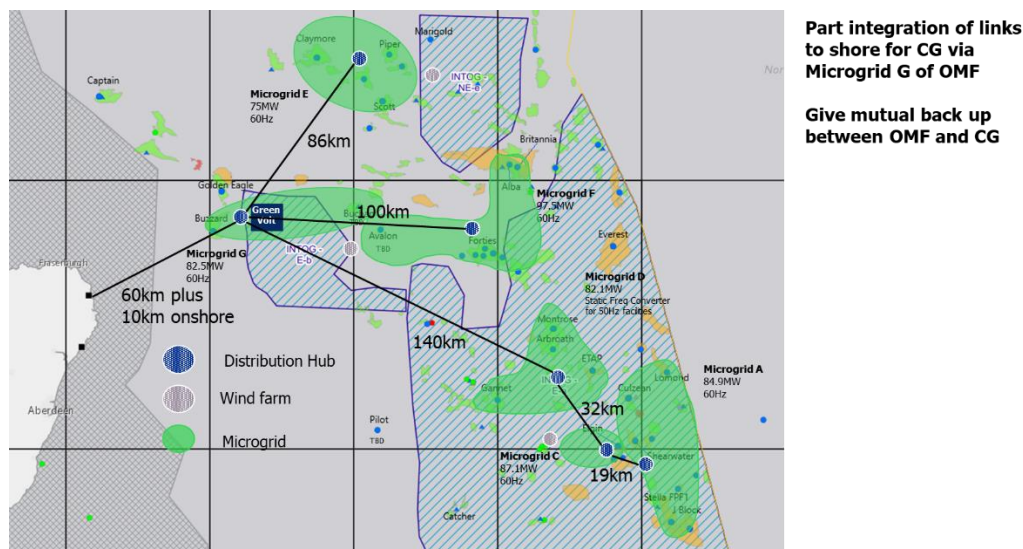 Part integration of links
to shore for CG via
Microgrid G of OMF
Give mutual back up
between OMF and CG
Claymore
Piper
Marigold
Captain
INTOG -
NE-a
Microgrid E
75MW
60Hz
Scott
86km
Britannia
Golden Eagle
Alba
Microgrid F
97.5MW
60Hz
Buzzard
Green
Volt
100km
Avalon
TBD
Forties
Everest
Microgrid G
82.5MW
60Hz
INTOG -
E-b
Microgrid D
82.1MW
Static Freq Converter
for 50Hz facilties
Fraserburgh
60km plus
10km onshore
140km
Montrose
Arbroath
ETAP
Distribution Hub
Microgrid A
84.9MW
60Hz
Lomond
Culzean
Gannet
32km
Wind farm
Aberdeen
Pilot
TBD
Elgin
Microgrid
Microgrid C
87.1MW
60Hz
Shearwater
19km
Stella FPF1
J Block
Catcher